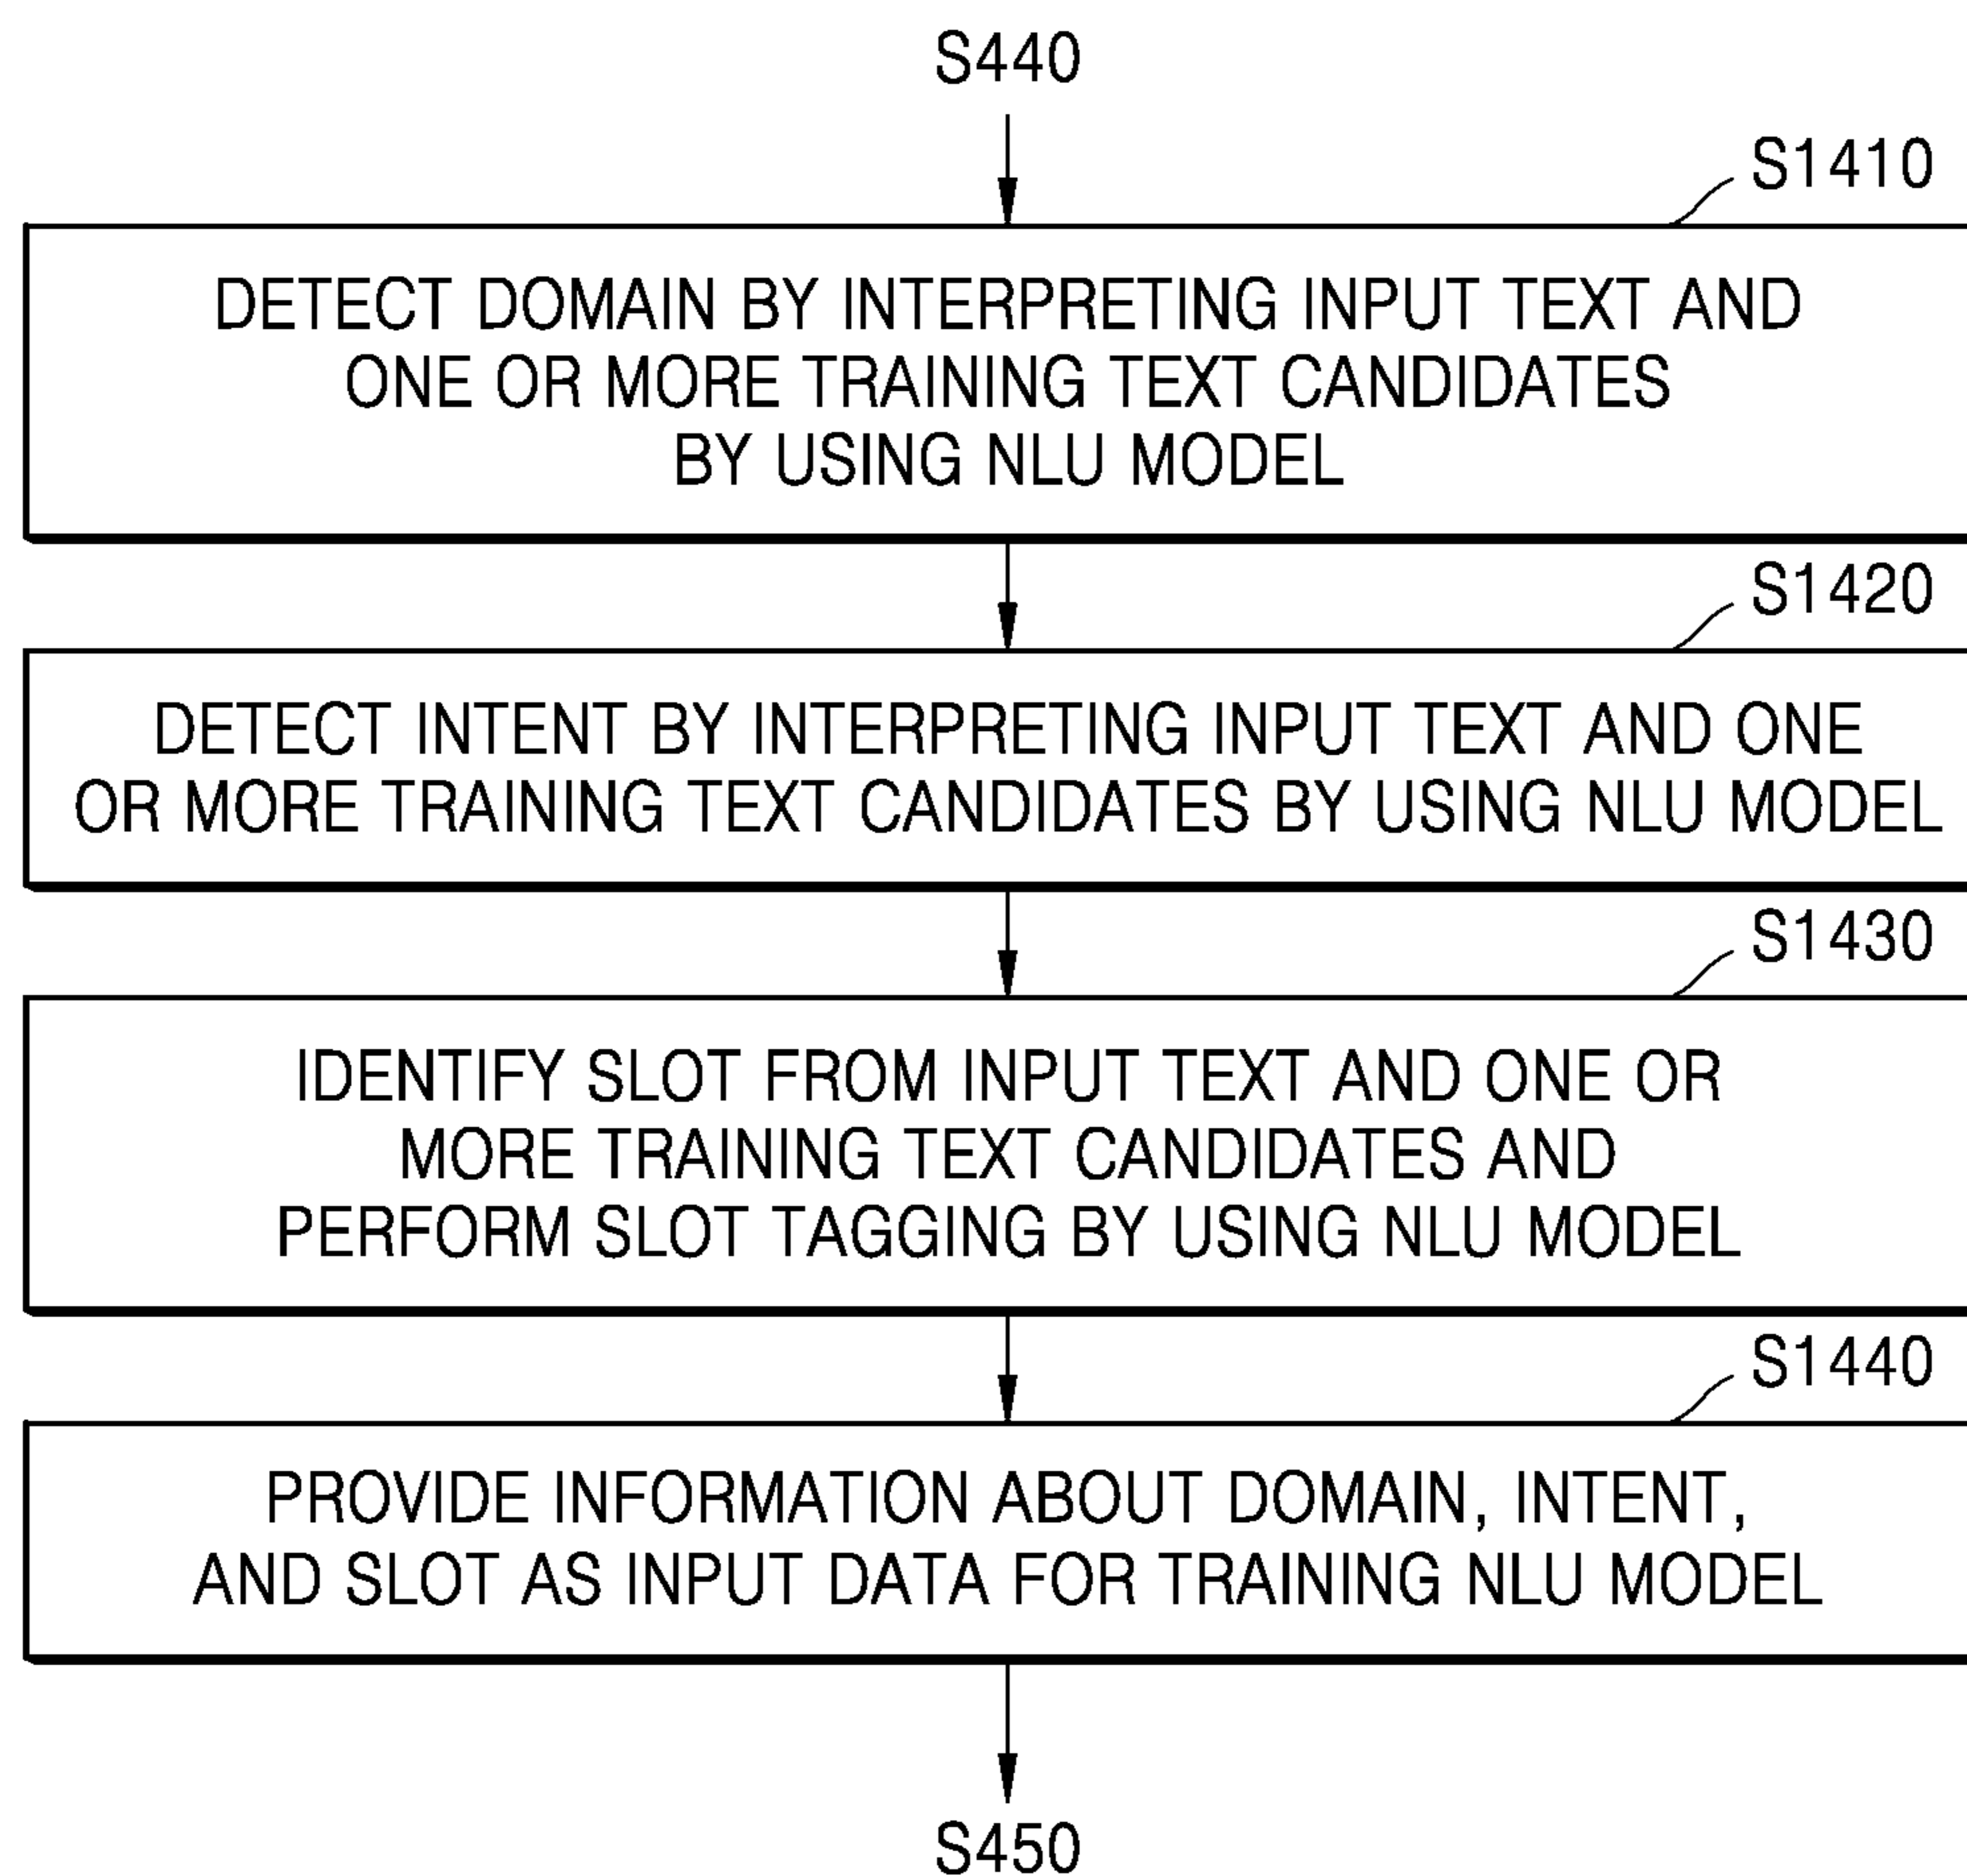 S440
S1410
DETECT DOMAIN BY INTERPRETING INPUT TEXT AND
ONE OR MORE TRAINING TEXT CANDIDATES
BY USING NLU MODEL
S1420
DETECT INTENT BY INTERPRETING INPUT TEXT AND ONE
OR MORE TRAINING TEXT CANDIDATES BY USING NLU MODEL
S1430
IDENTIFY SLOT FROM INPUT TEXT AND ONE OR
MORE TRAINING TEXT CANDIDATES AND
PERFORM SLOT TAGGING BY USING NLU MODEL
S1440
PROVIDE INFORMATION ABOUT DOMAIN, INTENT,
AND SLOT AS INPUT DATA FOR TRAINING NLU MODEL
S450